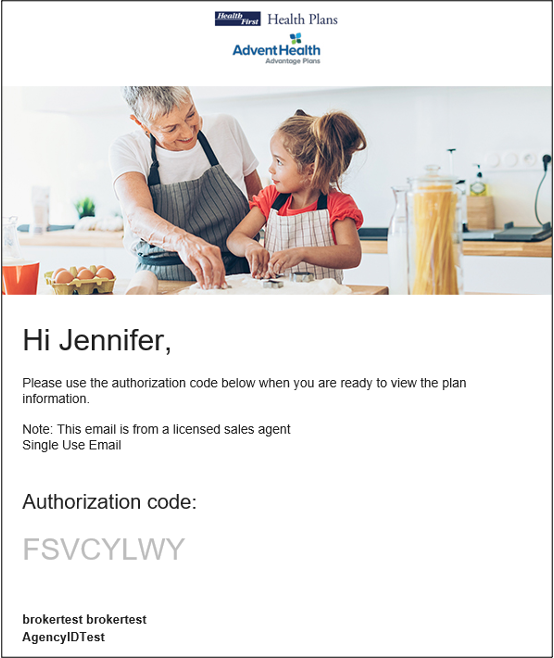 Health First Health Plans
AdventHealth
Advantage Plans
Hi Jennifer,
Please use the authorization code below when you are ready to view the plan
information.
Note: This email is from a licensed sales agent
Single Use Email
Authorization code:
FSVCYLWY
brokertest brokertest
AgencyIDTest